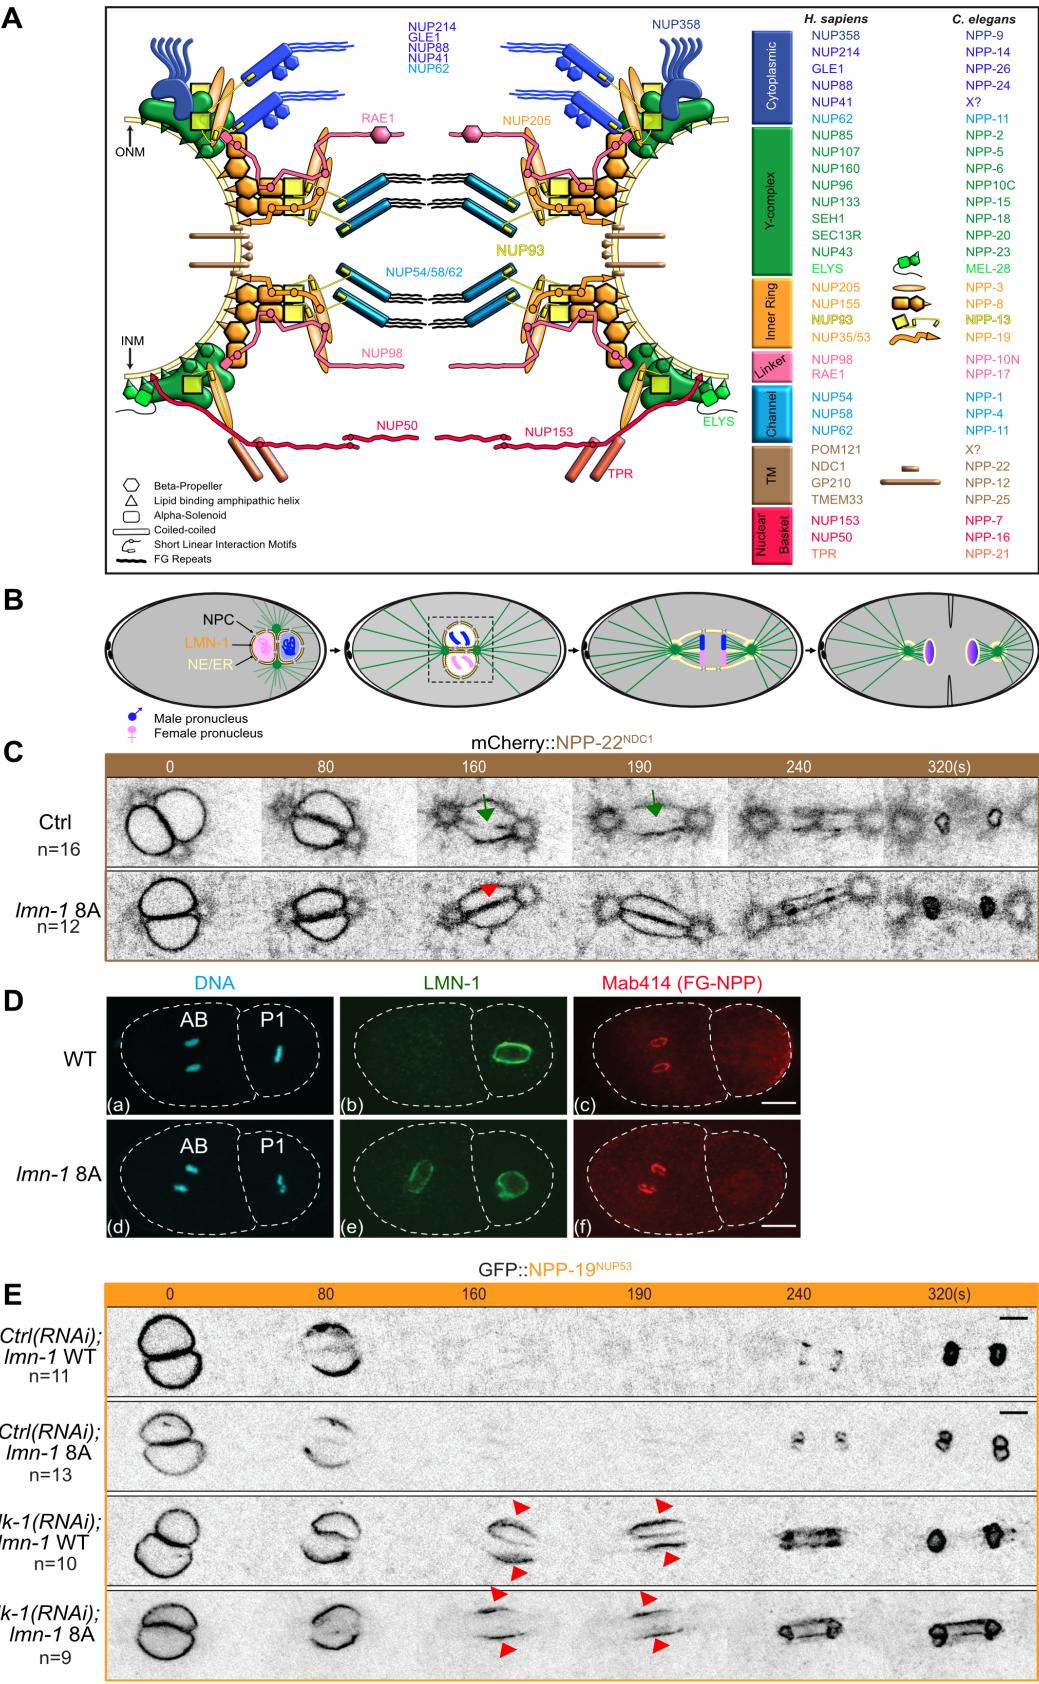 A
NUP214
GLE1
NUP88
NUP41
NUP62
NUP358
RAE1
NUP205
ONM
NUP93
NUP54/58/62
INM
NUP98
NUP50
NUP153
ELYS
TPR
Beta-Propeller
Lipid binding amphipathic helix
Alpha-Solenoid
Coiled-coiled
Short Linear Interaction Motifs
FG Repeats
H. sapiens C. elegans
Cytoplasmic
NUP358 NPP-9
NUP214 NPP-14
GLE1 NPP-26
NUP88 NPP-24
NUP41 X?
NUP62 NPP-11
Y-complex
NUP85 NPP-2
NUP107 NPP-5
NUP160 NPP-6
NUP96 NPP10C
NUP133 NPP-15
SEH1 NPP-18
SEC13R NPP-20
NUP43 NPP-23
ELYS MEL-28
Inner Ring
NUP205 NPP-3
NUP155 NPP-8
NUP93 NPP-13
NUP35/53 NPP-19
Linker
NUP98 NPP-10N
RAE1 NPP-17
Channel
NUP54 NPP-1
NUP58 NPP-4
NUP62 NPP-11
TM
POM121 X?
NDC1 NPP-22
GP210 NPP-12
TMEM33 NPP-25
Nuclear
Basket
NUP153 NPP-7
NUP50 NPP-16
TPR NPP-21
B
NPC
LMN-1
NE/ER
Male pronucleus
Female pronucleus
C
mCherry::NPP-22NDC1
0 80 160 190 240 320(s)
Ctrl
n=16
lmn-1 8A
n=12
D
DNA LMN-1 Mab414 (FG-NPP)
WT
AB P1
(a) (b) (c)
lmn-1 8A
AB P1
(d) (e) (f)
E
GFP::NPP-19NUP53
0 80 160 190 240 320(s)
Ctrl(RNAi);
lmn-1 WT
n=11
Ctrl(RNAi);
lmn-1 8A
n=13
lk-1(RNAi);
lmn-1 WT
n=10
lk-1(RNAi);
lmn-1 8A
n=9